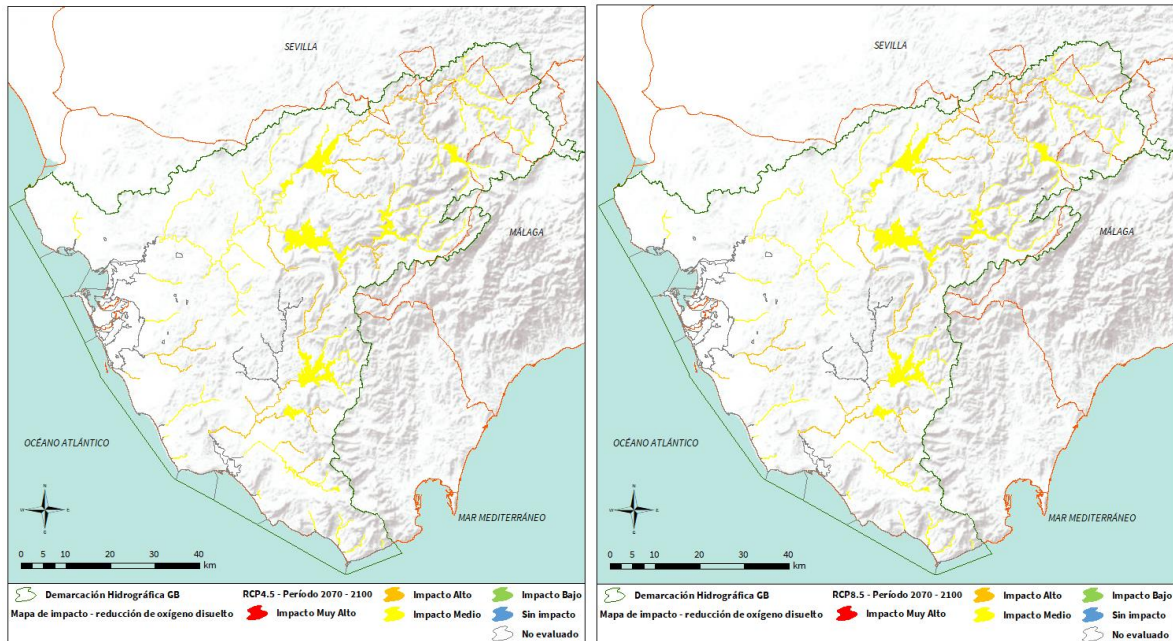 SEVILLA
MÁLAGA
OCÉANO ATLÁNTICO
MAR MEDITERRÁNEO
N
W E
S
0 5 10 20 30 40
km
Demarcación Hidrográfica GB
RCP4.5 - Período 2070 - 2100
Impacto Alto
Impacto Bajo
Mapa de impacto - reducción de oxígeno disuelto
Impacto Muy Alto
Impacto Medio
Sin impacto
No evaluado
SEVILLA
MÁLAGA
OCÉANO ATLÁNTICO
MAR MEDITERRÁNEO
N
W E
S
0 5 10 20 30 40
km
Demarcación Hidrográfica GB
RCP8.5 - Período 2070 - 2100
Impacto Alto
Impacto Bajo
Mapa de impacto - reducción de oxígeno disuelto
Impacto Muy Alto
Impacto Medio
Sin impacto
No evaluado